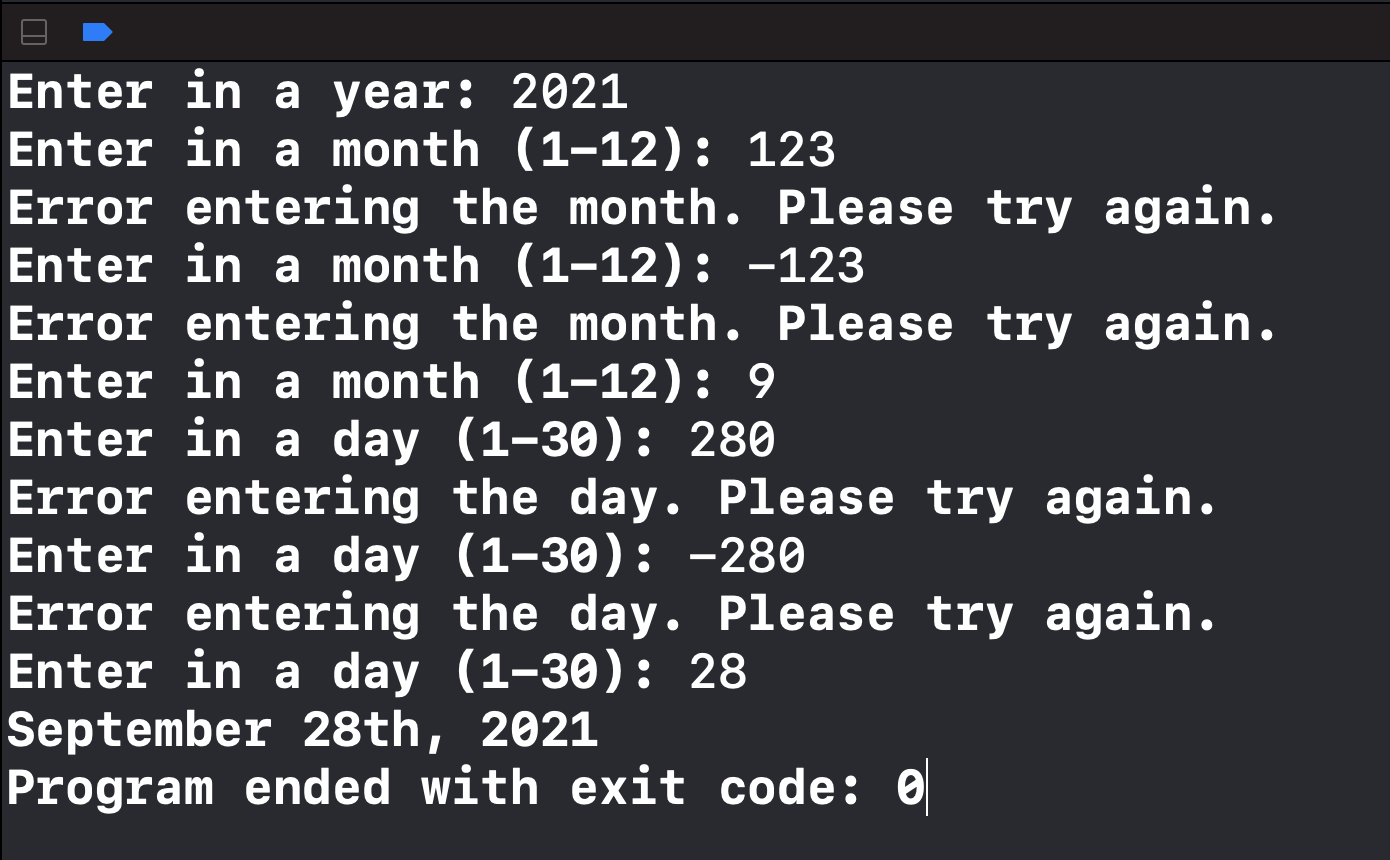 Enter in a year: 2021
Enter in a month (1-12): 123
Error entering the month. Please try again.
Enter in a month (1-12): -123
Error entering the month. Please try again.
Enter in a month (1-12): 9
Enter in a day (1-30): 280
Error entering the day. Please try again.
Enter in a day (1-30): -280
Error entering the day. Please try again.
Enter in a day (1-30): 28
September 28th, 2021
Program ended with exit code: 0